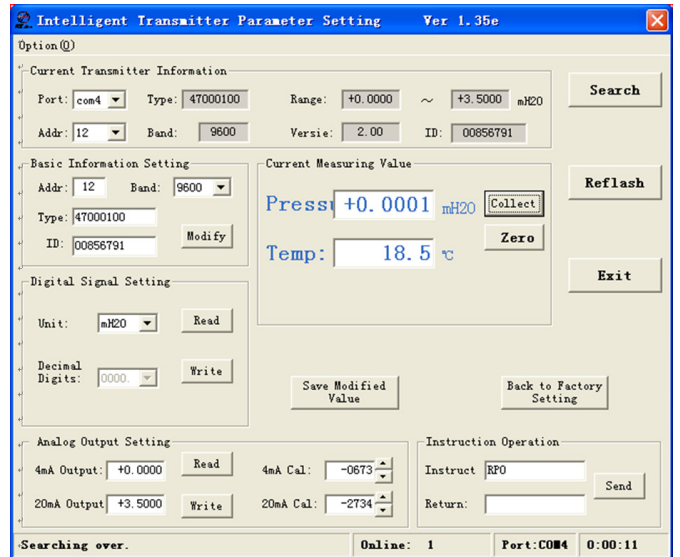 Intelligent Transmitter Parameter Setting Ver 1.35e
Option(O)
Current Transmitter Information
Port: com4 Type: 47000100 Range: +0.0000 ~ +3.5000 mH2O
Search
Addr: 12 Band: 9600 Versie: 2.00 ID: 00856791
Basic Information Setting
Addr: 12 Band: 9600
Type: 47000100
ID: 00856791
Modify
Current Measuring Value
Pressu +0.0001 mH2O Collect
Zero
Temp: 18.5 ℃
Reflash
Exit
Digital Signal Setting
Unit: mH2O Read
Decimal
Digits: 0000. Write
Save Modified
Value
Back to Factory
Setting
Analog Output Setting
4mA Output: +0.0000 Read 4mA Cal: -0673
20mA Output +3.5000 Write 20mA Cal: -2734
Instruction Operation
Instruct RPO
Send
Return:
Searching over. Online: 1 Port:COM4 0:00:11